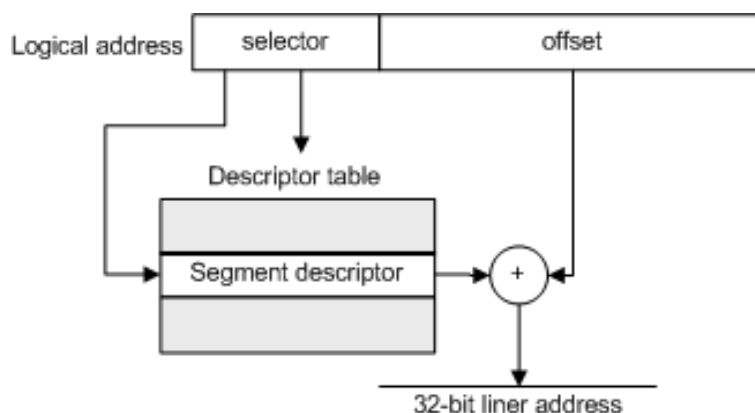 Logical address
selector
offset
Descriptor table
Segment descriptor
+
32-bit liner address